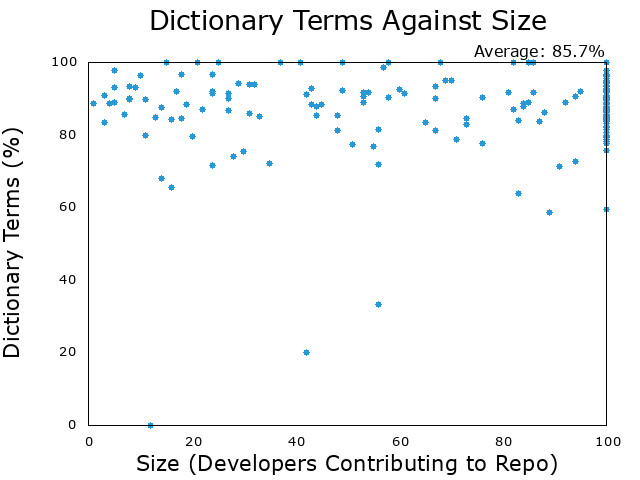 Dictionary Terms Against Size
Average: 85.7%
Dictionary Terms (%)
100
80
60
40
20
0
0 20 40 60 80 100
Size (Developers Contributing to Repo)